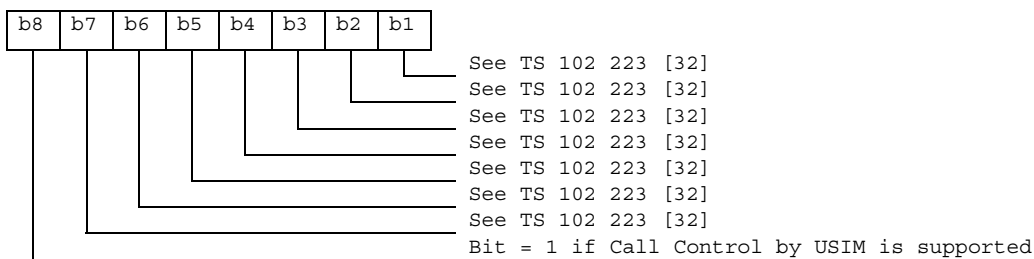 b8 b7 b6 b5 b4 b3 b2 b1
See TS 102 223 [32]
See TS 102 223 [32]
See TS 102 223 [32]
See TS 102 223 [32]
See TS 102 223 [32]
See TS 102 223 [32]
See TS 102 223 [32]
Bit = 1 if Call Control by USIM is supported